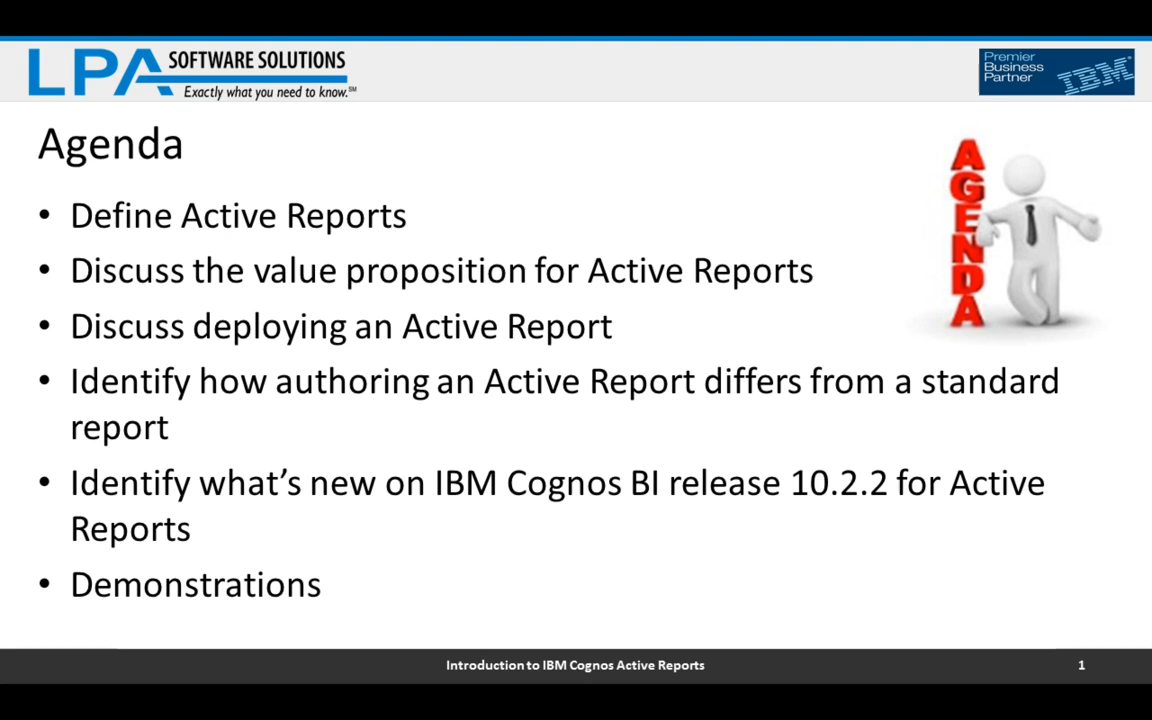 LPA SOFTWARE SOLUTIONS
Exactly what you need to know.℠
Premier
Business
Partner
IBM®
Agenda
AGENDA
• Define Active Reports
• Discuss the value proposition for Active Reports
• Discuss deploying an Active Report
• Identify how authoring an Active Report differs from a standard
report
• Identify what’s new on IBM Cognos BI release 10.2.2 for Active
Reports
• Demonstrations
Introduction to IBM Cognos Active Reports
1